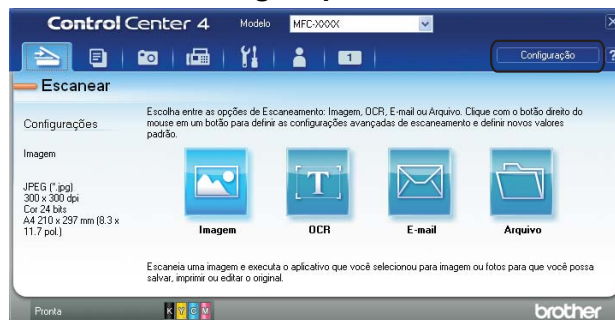 Control Center 4 Modelo MFC-XXXX
1 Configuração ?
Escanear
Configurações
Imagem
JPEG (*.jpg)
300 x 300 dpi
Cor 24 bits
A4 210 x 297 mm (8.3 x
11.7 pol.)
Escolha entre as opções de Escaneamento: Imagem, OCR, E-mail ou Arquivo. Clique com o botão direito do
mouse em um botão para definir as configurações avançadas de escaneamento e definir novos valores
padrão.
T
Imagem OCR E-mail Arquivo
Escaneia uma imagem e executa o aplicativo que você selecionou para imagem ou fotos para que você possa
salvar, imprimir ou editar o original.
Pronta K Y C M brother